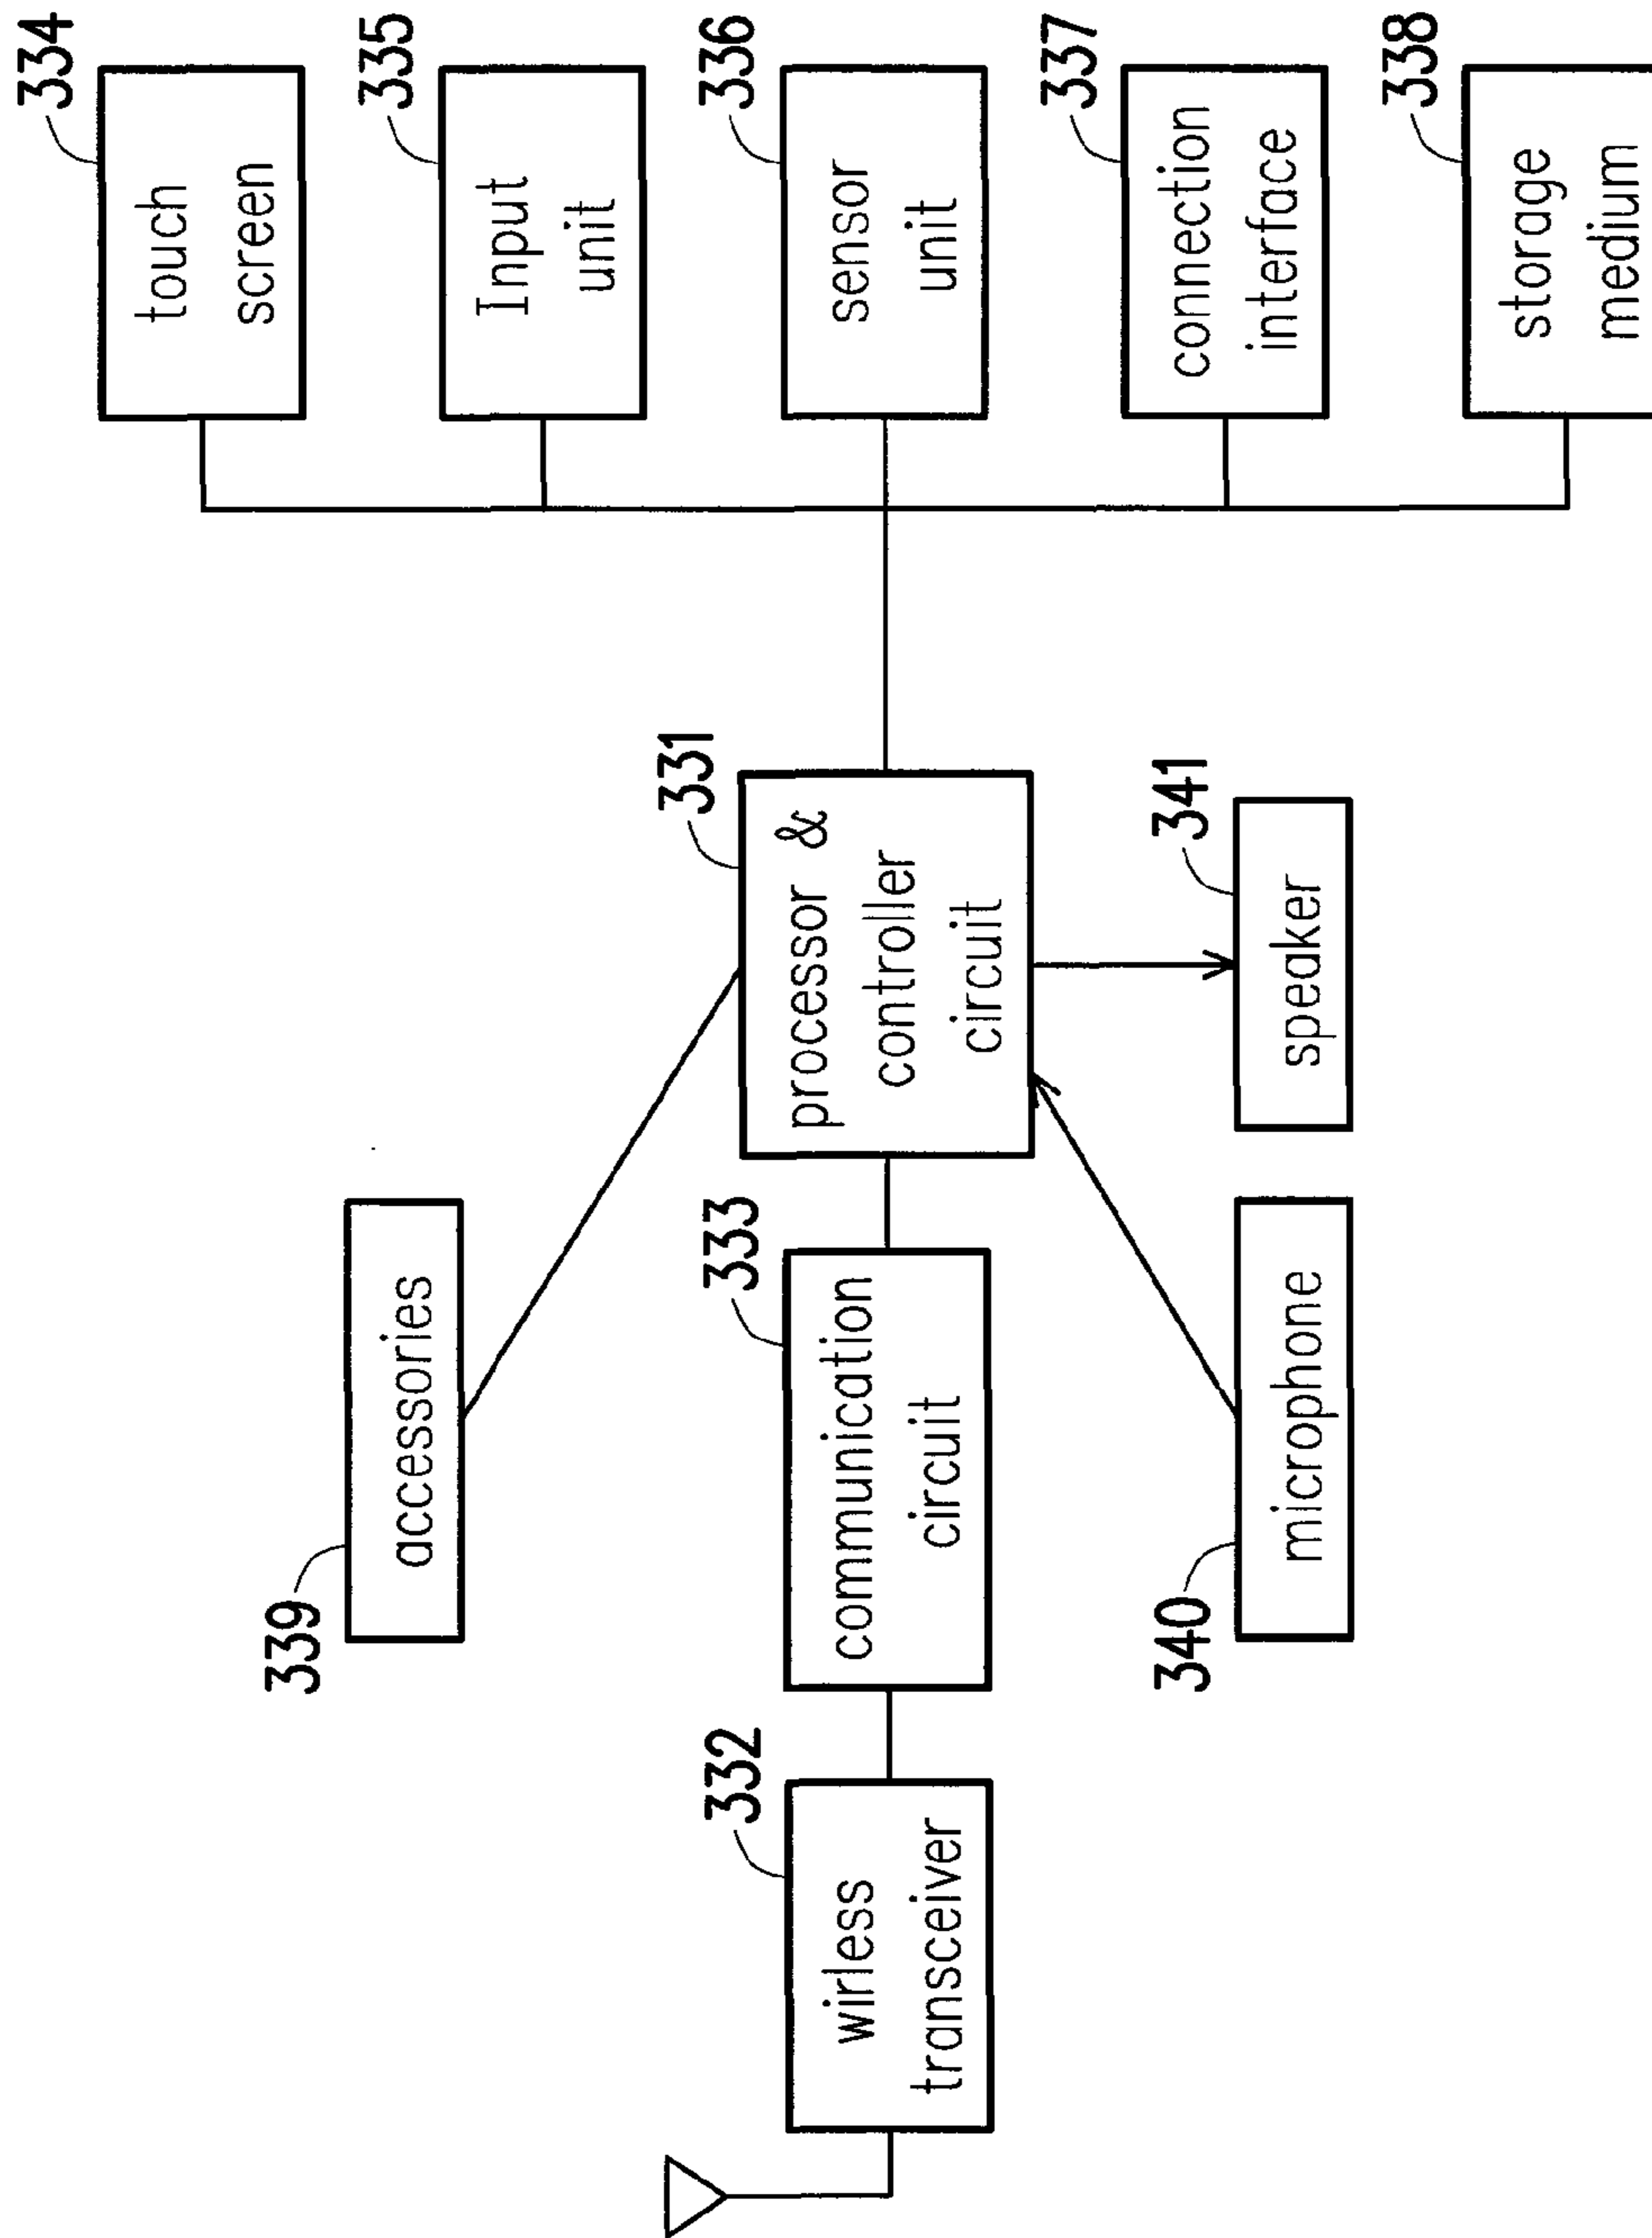 334
touch
screen
339
accessories
335
Input
unit
332
wirless
transceiver
333
communication
circuit
331
processor &
controller
circuit
336
sensor
unit
337
connection
interface
340
microphone
341
speaker
338
storage
medium